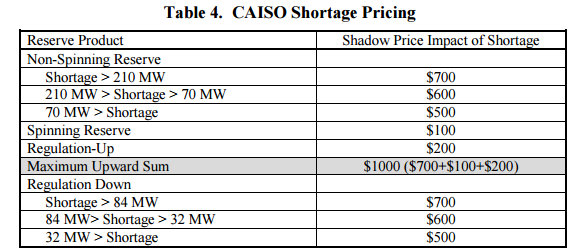 Table 4. CAISO Shortage Pricing
Reserve Product Shadow Price Impact of Shortage
Non-Spinning Reserve
Shortage > 210 MW $700
210 MW > Shortage > 70 MW $600
70 MW > Shortage $500
Spinning Reserve $100
Regulation-Up $200
Maximum Upward Sum $1000 ($700+$100+$200)
Regulation Down
Shortage > 84 MW $700
84 MW> Shortage > 32 MW $600
32 MW > Shortage $500